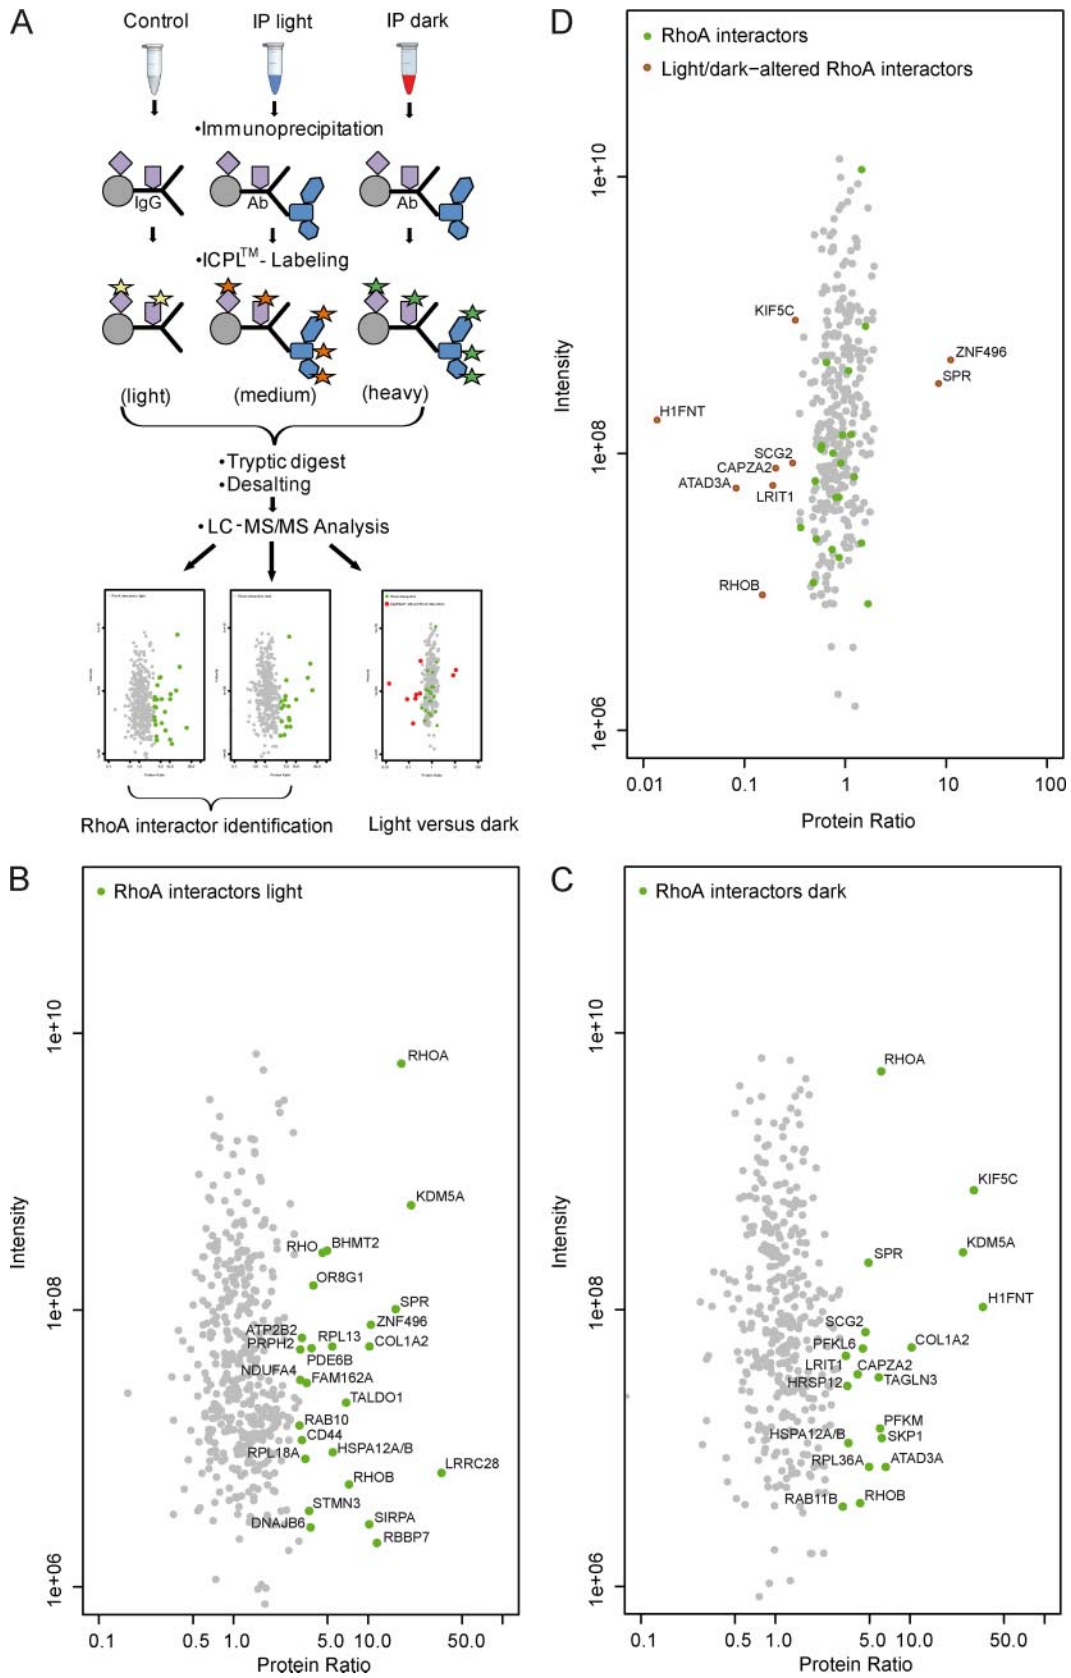 A
Control
IP light
IP dark
•Immunoprecipitation
IgG
Ab
Ab
•ICPL™- Labeling
(light)
(medium)
(heavy)
•Tryptic digest
•Desalting
•LC-MS/MS Analysis
Protein Ratio
Protein Ratio
Protein Ratio
RhoA interactor identification
Light versus dark
D
RhoA interactors
Light/dark−altered RhoA interactors
1e+10
1e+08
1e+06
Intensity
KIF5C
ZNF496
SPR
H1FNT
SCG2
CAPZA2
ATAD3A
LRIT1
RHOB
0.01
0.1
1
10
100
Protein Ratio
B
RhoA interactors light
1e+10
1e+08
1e+06
Intensity
RHOA
KDM5A
RHO
BHMT2
OR8G1
SPR
ZNF496
ATP2B2
RPL13
COL1A2
PRPH2
PDE6B
NDUFA4
FAM162A
TALDO1
RAB10
CD44
RPL18A
HSPA12A/B
LRRC28
RHOB
STMN3
SIRPA
DNAJB6
RBBP7
0.1
0.5
1.0
5.0
10.0
50.0
Protein Ratio
C
RhoA interactors dark
1e+10
1e+08
1e+06
Intensity
RHOA
KIF5C
KDM5A
SPR
H1FNT
SCG2
PFKL6
COL1A2
LRIT1
CAPZA2
HRSP12
TAGLN3
PFKM
HSPA12A/B
SKP1
RPL36A
ATAD3A
RAB11B
RHOB
0.1
0.5
1.0
5.0
10.0
50.0
Protein Ratio